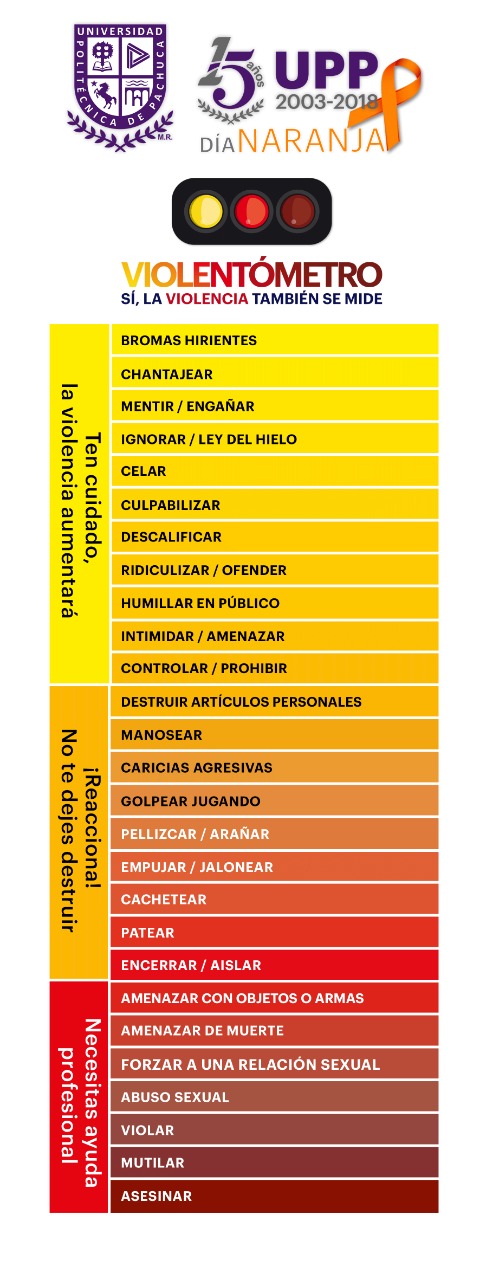 UNIVERSIDAD
POLITÉCNICA DE PACHUCA
M.R.
15 años
UPP
2003-2018
DÍA NARANJA
VIOLENTÓMETRO
SÍ, LA VIOLENCIA TAMBIÉN SE MIDE
Ten cuidado,
la violencia aumentará
BROMAS HIRIENTES
CHANTAJEAR
MENTIR / ENGAÑAR
IGNORAR / LEY DEL HIELO
CELAR
CULPABILIZAR
DESCALIFICAR
RIDICULIZAR / OFENDER
HUMILLAR EN PÚBLICO
INTIMIDAR / AMENAZAR
CONTROLAR / PROHIBIR
¡Reacciona!
No te dejes destruir
DESTRUIR ARTÍCULOS PERSONALES
MANOSEAR
CARICIAS AGRESIVAS
GOLPEAR JUGANDO
PELLIZCAR / ARAÑAR
EMPUJAR / JALONEAR
CACHETEAR
PATEAR
ENCERRAR / AISLAR
Necesitas ayuda
profesional
AMENAZAR CON OBJETOS O ARMAS
AMENAZAR DE MUERTE
FORZAR A UNA RELACIÓN SEXUAL
ABUSO SEXUAL
VIOLAR
MUTILAR
ASESINAR